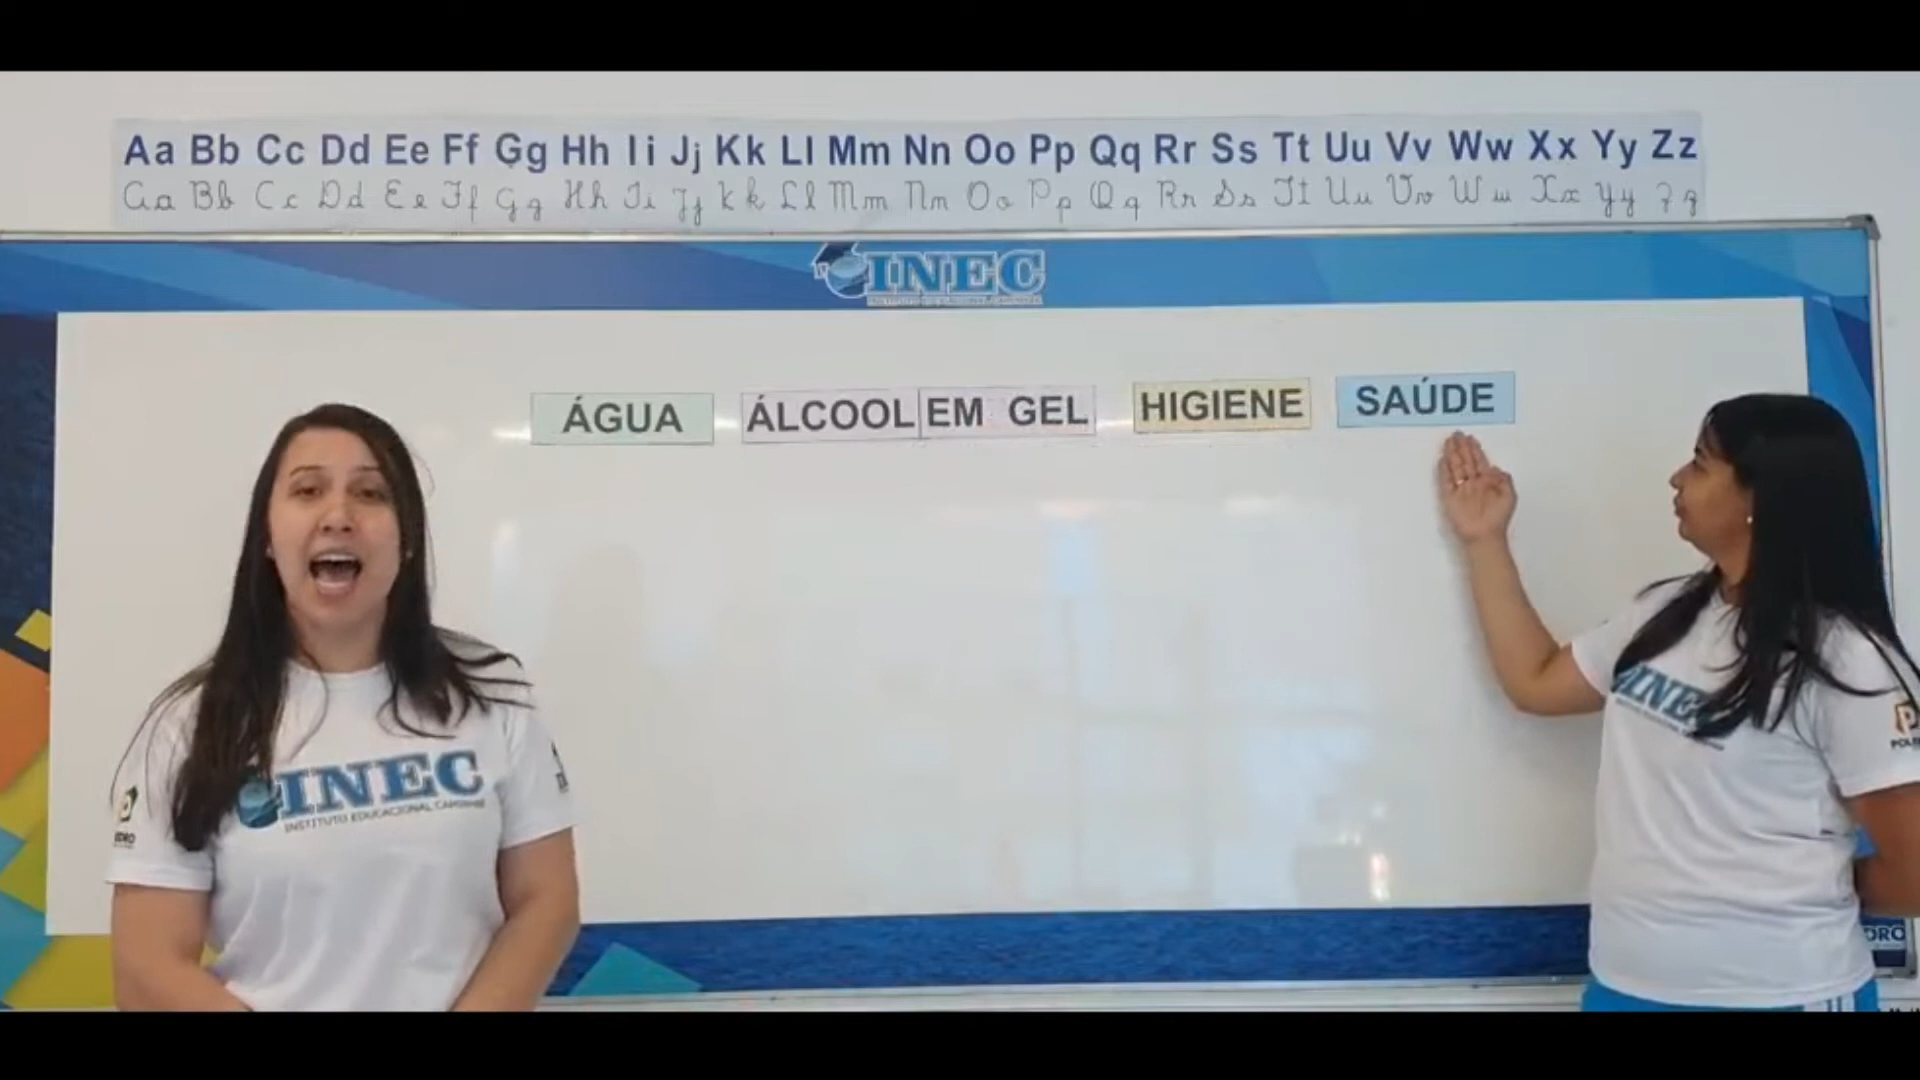 Aa Bb Cc Dd Ee Ff Gg Hh Ii Jj Kk Ll Mm Nn Oo Pp Qq Rr Ss Tt Uu Vv Ww Xx Yy Zz
Aa Bb Cc Dd Ee Ff Gg Hh Ii Jj Kk Ll Mm Nn Oo Pp Qq Rr Ss Tt Uu Vv Ww Xx Yy Zz
INEC
ÁGUA ÁLCOOL EM GEL HIGIENE SAÚDE
INEC
INSTITUTO EDUCACIONAL
INEC